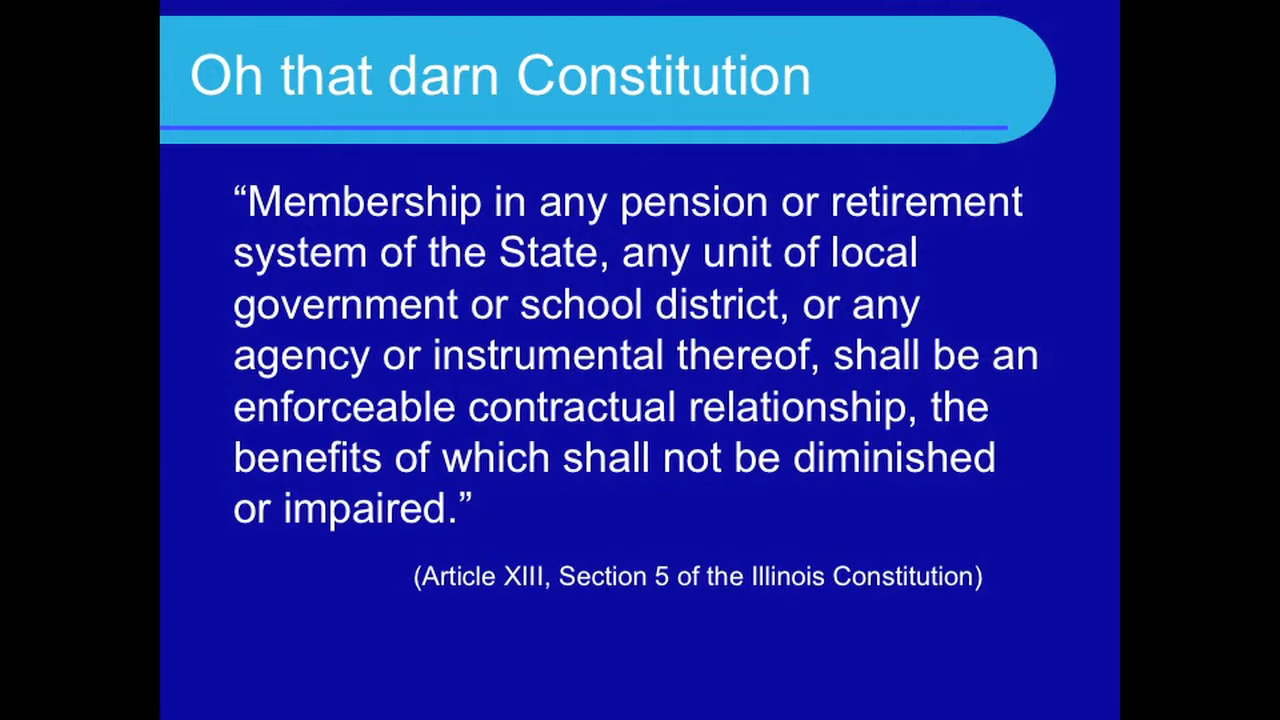 Oh that darn Constitution
“Membership in any pension or retirement
system of the State, any unit of local
government or school district, or any
agency or instrumental thereof, shall be an
enforceable contractual relationship, the
benefits of which shall not be diminished
or impaired.”
(Article XIII, Section 5 of the Illinois Constitution)